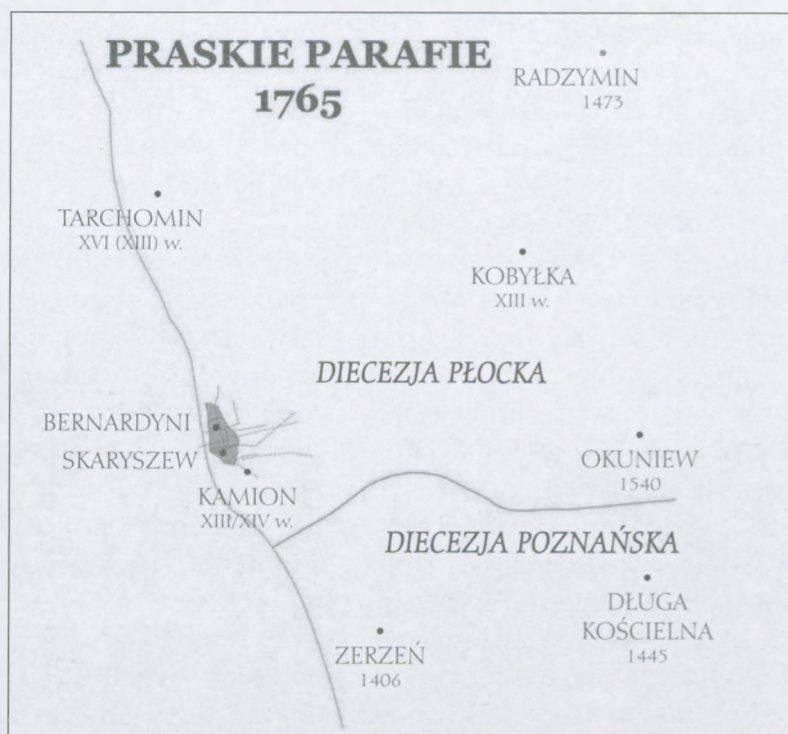 PRASKIE PARAFIE
1765
RADZYMIN
1473
TARCHOMIN
XVI (XIII) w.
KOBYŁKA
XIII w.
DIECEZJA PŁOCKA
BERNARDYNI
SKARYSZEW
OKUNIEW
1540
KAMION
XIII/XIV w.
DIECEZJA POZNAŃSKA
DŁUGA
KOŚCIELNA
1445
ZERZEŃ
1406